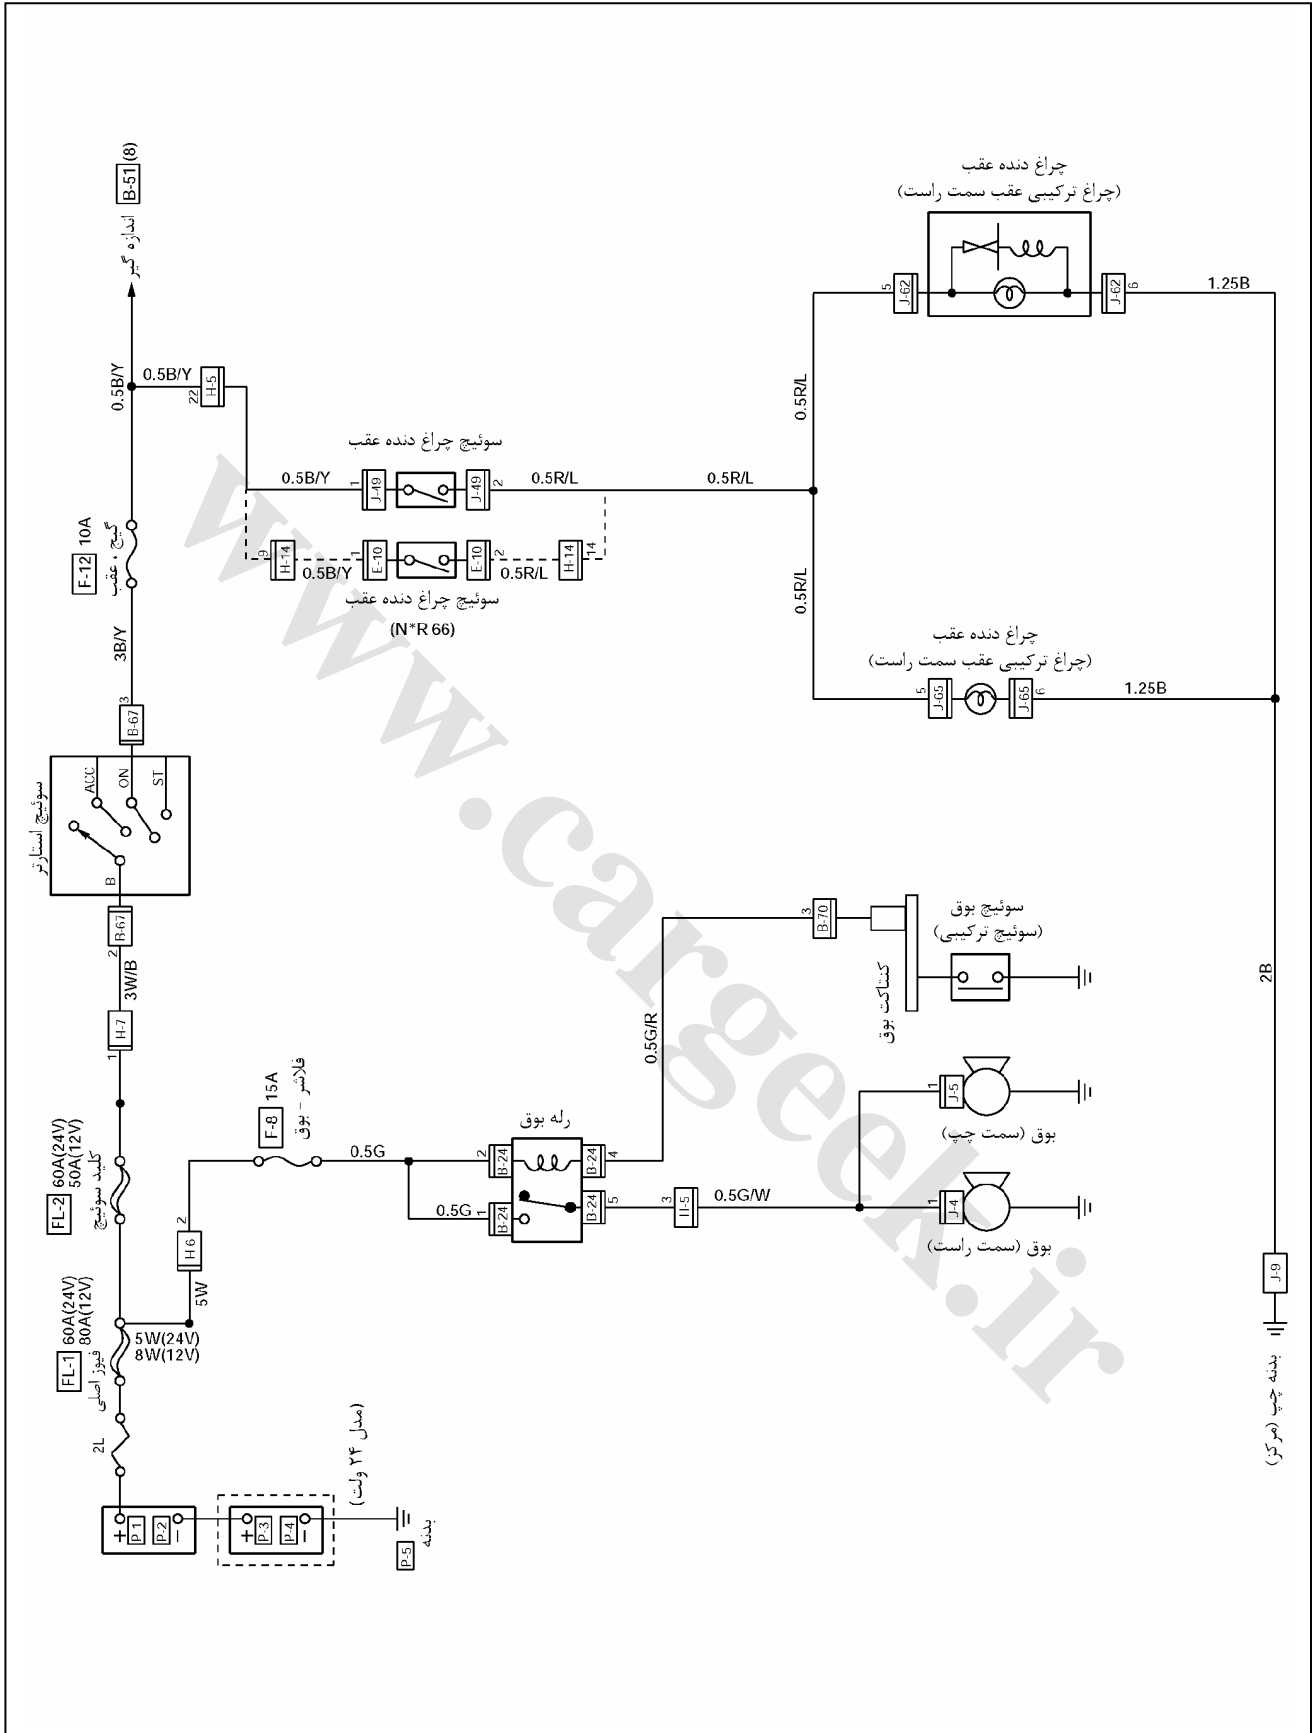 B-51 (8)
اندازه گیر
چراغ دنده عقب
(چراغ ترکیبی عقب سمت راست)
5
J-62
J-62
6
1.25B
0.5B/Y
0.5B/Y
22
H-5
0.5R/L
سوئیچ چراغ دنده عقب
0.5B/Y
1
J-49
J-49
2
0.5R/L
0.5R/L
F-12 10A
گیج ، عقب
9
H-14
0.5B/Y
1
E-10
E-10
2
0.5R/L
H-14
14
سوئیچ چراغ دنده عقب
(N*R 66)
0.5R/L
3B/Y
چراغ دنده عقب
(چراغ ترکیبی عقب سمت راست)
5
J-65
J-65
6
1.25B
3
B-67
سوئیچ استارتر
ACC
ON
ST
B
B-67
2
3W/B
H-7
1
0.5G/R
3
B-70
سوئیچ بوق
(سوئیچ ترکیبی)
کنتاکت بوق
2B
FL-2 60A(24V)
50A(12V)
کلید سوئیچ
F-8 15A
فلاشر - بوق
2
H 6
5W
0.5G
0.5G
رله بوق
2
B-24
B-24
4
1
B-24
B-24
5
3
H-5
0.5G/W
1
J-5
بوق (سمت چپ)
1
J-4
بوق (سمت راست)
FL-1 60A(24V)
80A(12V)
فیوز اصلی
5W(24V)
8W(12V)
2L
J-9
بدنه چپ (مرکز)
(مدل ۲۴ ولت)
+
P-1
P-2
−
+
P-3
P-4
−
P-5
بدنه
www.cargeek.ir